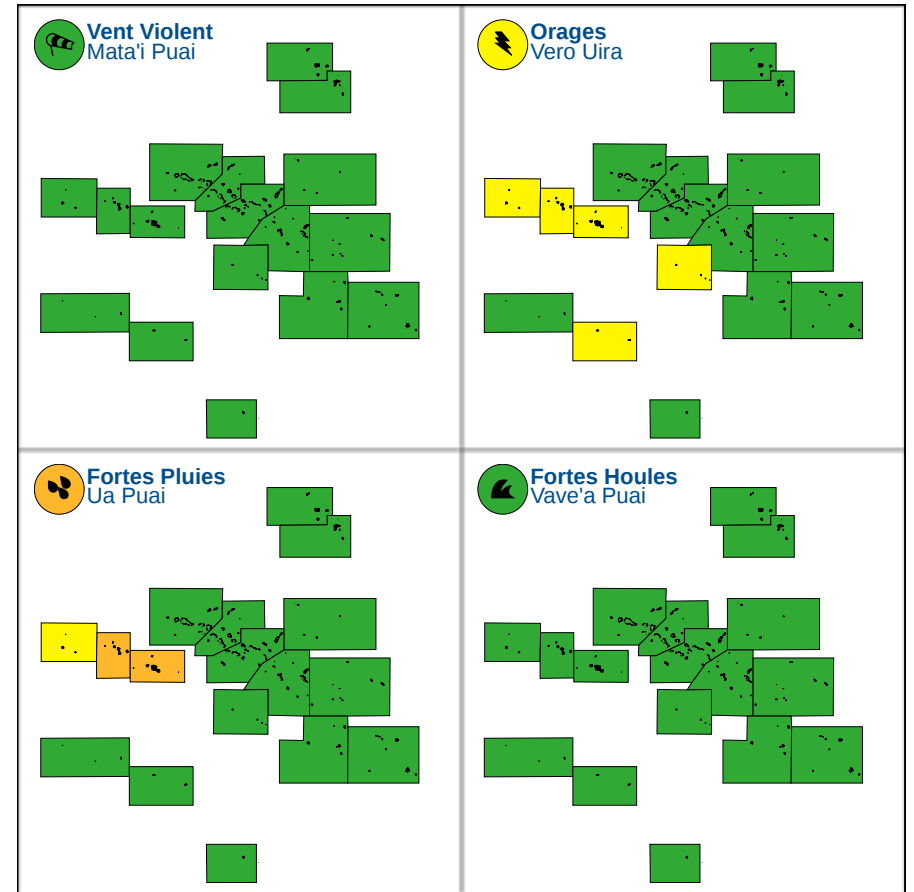 Vent Violent
Mata'i Puai
Orages
Vero Uira
Fortes Pluies
Ua Puai
Fortes Houles
Vave'a Puai